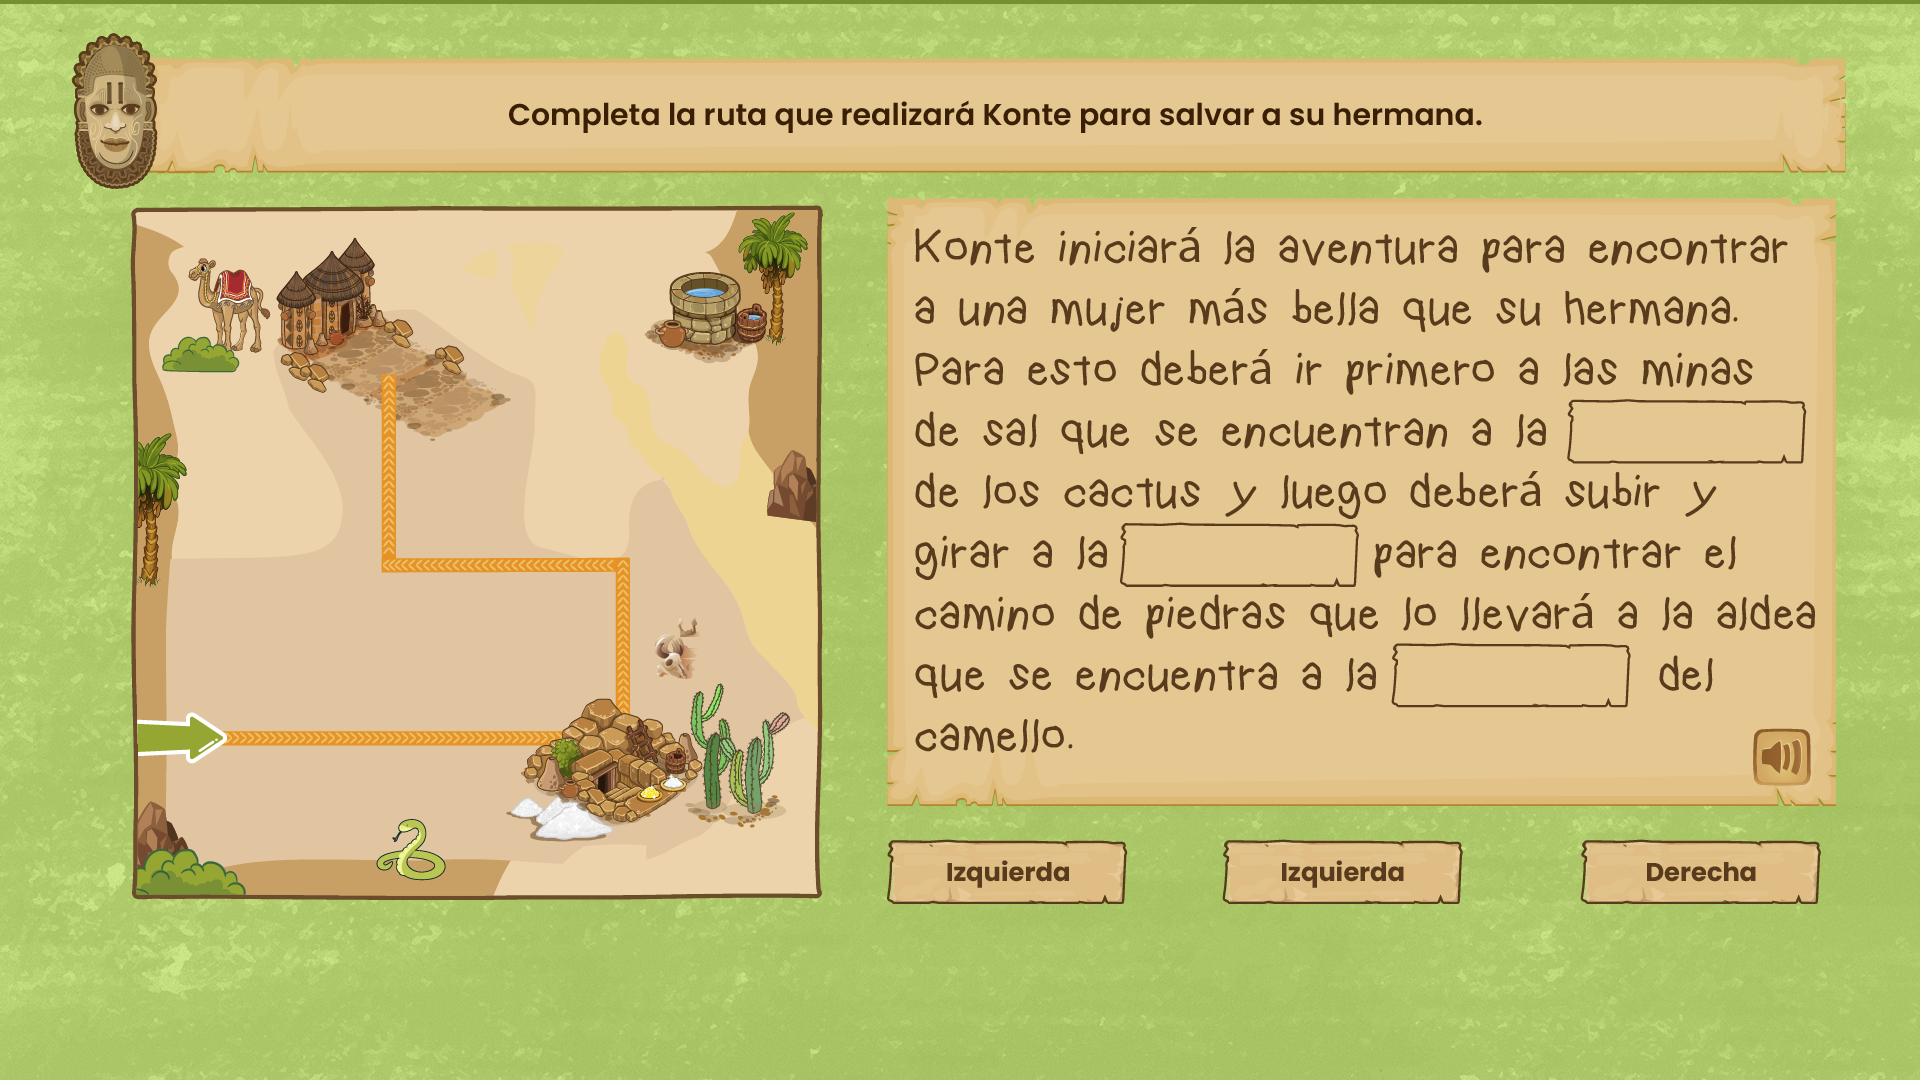 Completa la ruta que realizará Konte para salvar a su hermana.
Konte iniciará la aventura para encontrar
a una mujer más bella que su hermana.
Para esto deberá ir primero a las minas
de sal que se encuentran a la
de los cactus y luego deberá subir y
girar a la para encontrar el
camino de piedras que lo llevará a la aldea
que se encuentra a la del
camello.
Izquierda
Izquierda
Derecha